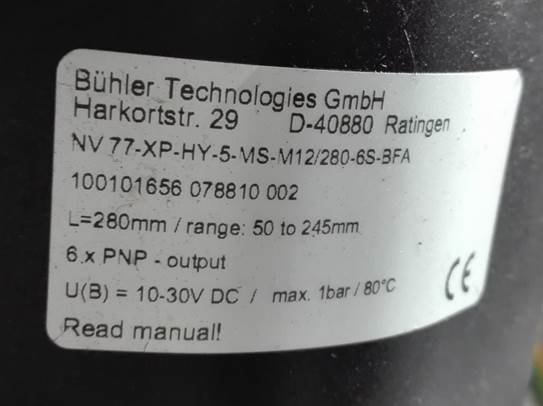 Bühler Technologies GmbH
Harkortstr. 29 D-40880 Ratingen
NV 77-XP-HY-5-MS-M12/280-6S-BFA
100101656 078810 002
L=280mm / range: 50 to 245mm
6 x PNP - output
U(B) = 10-30V DC / max. 1bar / 80°C
CE
Read manual!